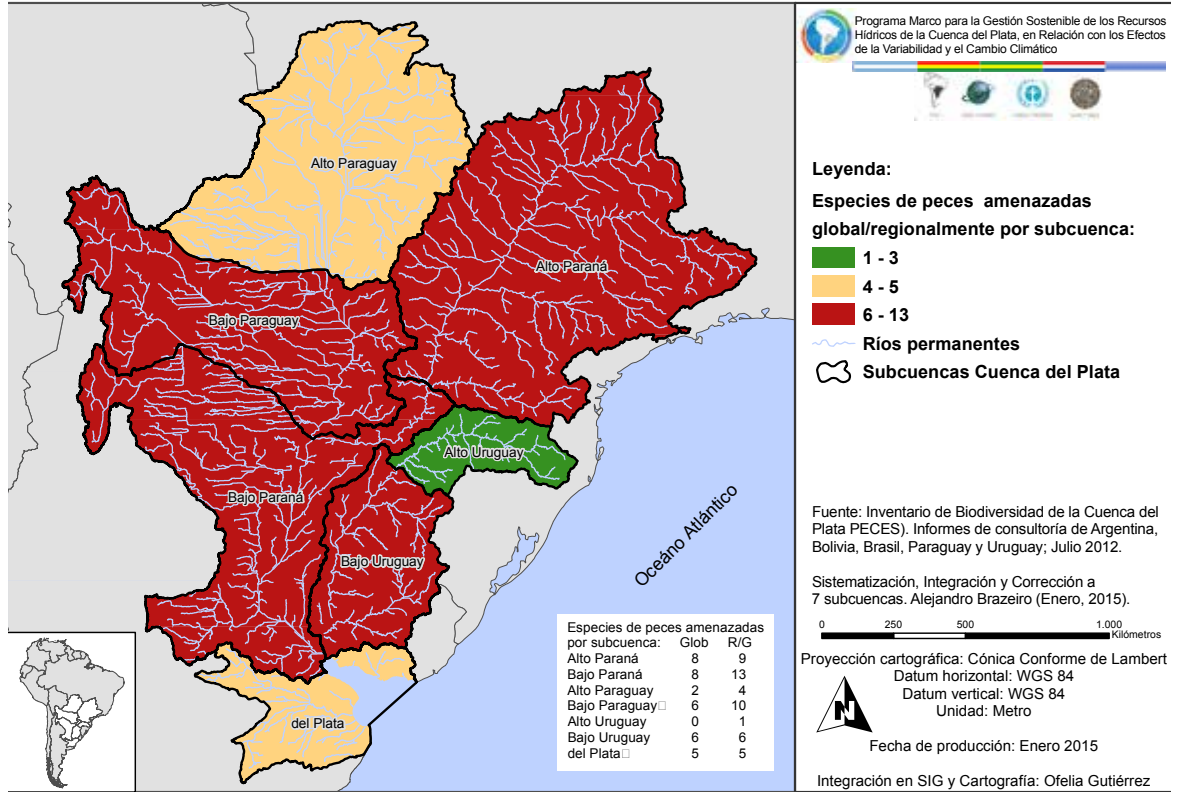 Alto Paraguay
Alto Paraná
Bajo Paraguay
Alto Uruguay
Bajo Paraná
Bajo Uruguay
del Plata
Oceáno Atlántico
Especies de peces amenazadas
por subcuenca: Glob R/G
Alto Paraná 8 9
Bajo Paraná 8 13
Alto Paraguay 2 4
Bajo Paraguay 6 10
Alto Uruguay 0 1
Bajo Uruguay 6 6
del Plata 5 5
Programa Marco para la Gestión Sostenible de los Recursos
Hídricos de la Cuenca del Plata, en Relación con los Efectos
de la Variabilidad y el Cambio Climático
Leyenda:
Especies de peces amenazadas
global/regionalmente por subcuenca:
1 - 3
4 - 5
6 - 13
Ríos permanentes
Subcuencas Cuenca del Plata
Fuente: Inventario de Biodiversidad de la Cuenca del
Plata PECES). Informes de consultoría de Argentina,
Bolivia, Brasil, Paraguay y Uruguay; Julio 2012.
Sistematización, Integración y Corrección a
7 subcuencas. Alejandro Brazeiro (Enero, 2015).
0 250 500 1.000
Kilómetros
Proyección cartográfica: Cónica Conforme de Lambert
Datum horizontal: WGS 84
Datum vertical: WGS 84
Unidad: Metro
N
Fecha de producción: Enero 2015
Integración en SIG y Cartografía: Ofelia Gutiérrez